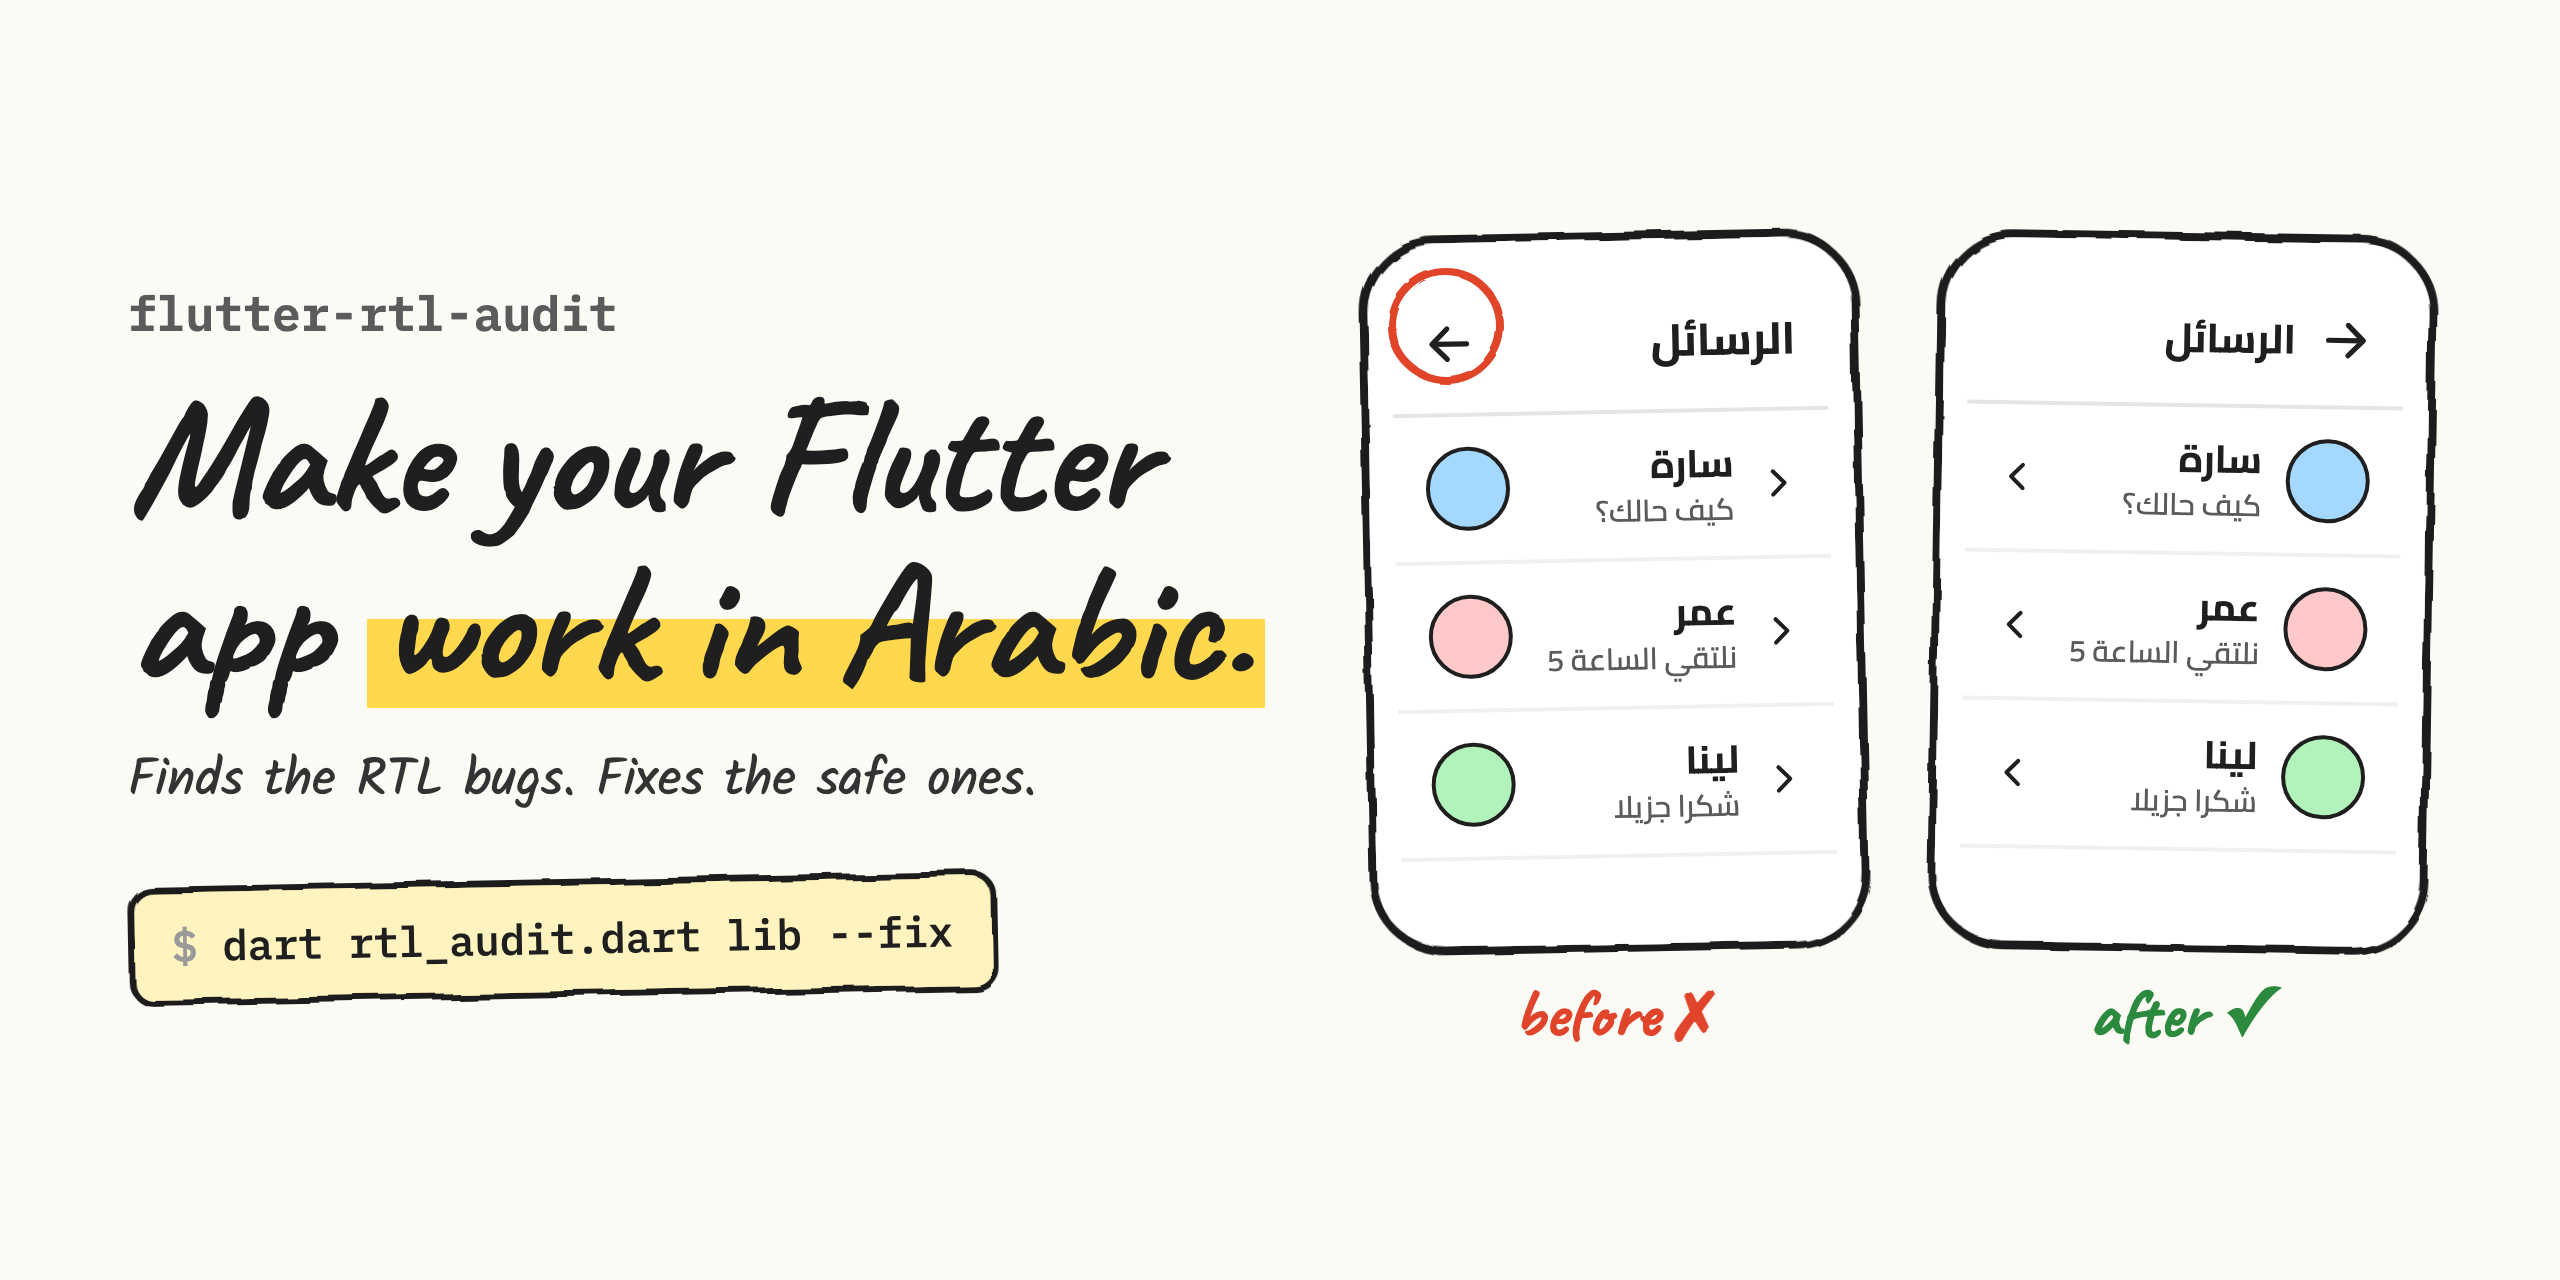 flutter-rtl-audit
Make your Flutter
app work in Arabic.
Finds the RTL bugs. Fixes the safe ones.
$ dart rtl_audit.dart lib --fix
الرسائل
سارة
كيف حالك؟
عمر
نلتقي الساعة 5
لينا
شكرا جزيلا
before ✗
الرسائل
سارة
كيف حالك؟
عمر
نلتقي الساعة 5
لينا
شكرا جزيلا
after ✓